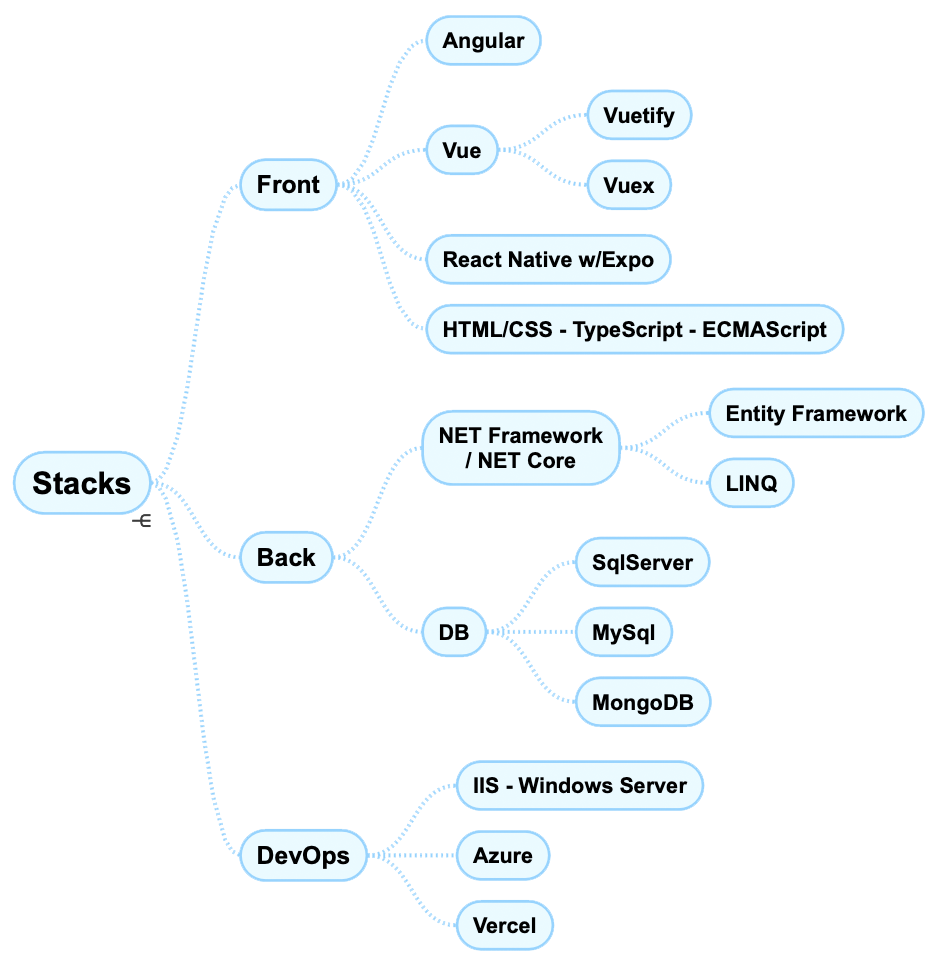 Stacks
Front
Angular
Vue
Vuetify
Vuex
React Native w/Expo
HTML/CSS - TypeScript - ECMAScript
Back
NET Framework
/ NET Core
Entity Framework
LINQ
DB
SqlServer
MySql
MongoDB
DevOps
IIS - Windows Server
Azure
Vercel